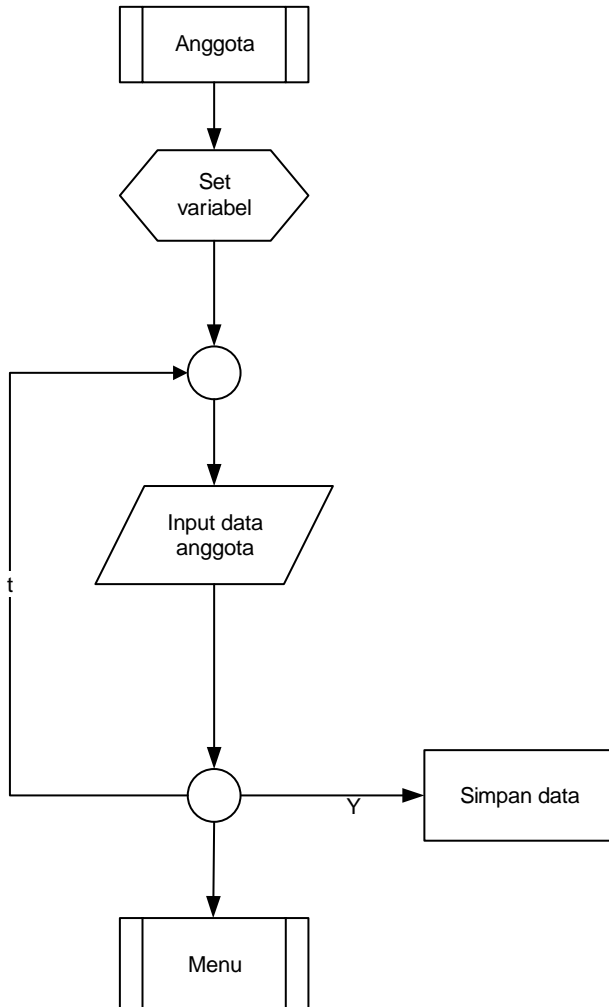 Anggota
Set
variabel
Input data
anggota
t
Y
Simpan data
Menu